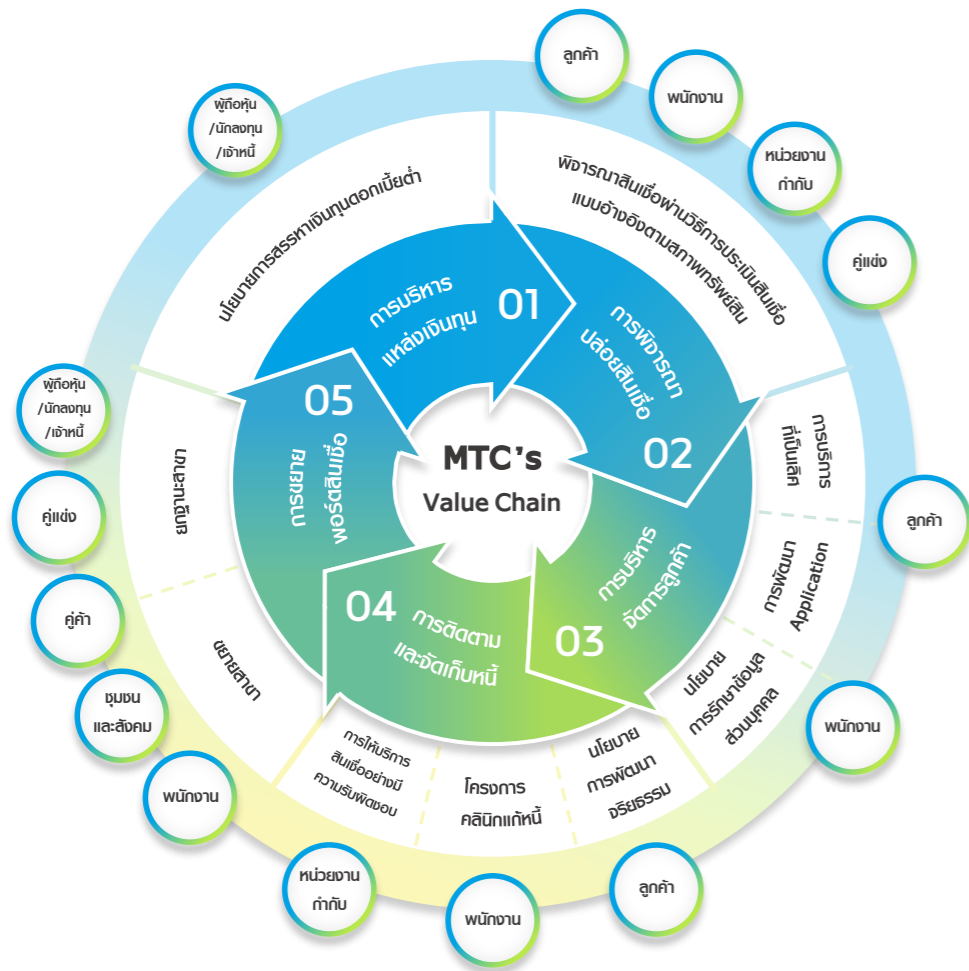 MTC's
Value Chain
01
การบริหาร
แหล่งเงินทุน
นโยบายการสรรหาเงินทุนดอกเบี้ยต่ำ
ผู้ถือหุ้น
/นักลงทุน
/เจ้าหนี้
02
การพิจารณา
ปล่อยสินเชื่อ
พิจารณาสินเชื่อผ่านวิธีการประเมินสินเชื่อ
แบบอ้างอิงตามสภาพทรัพย์สิน
ลูกค้า
พนักงาน
หน่วยงาน
กำกับ
คู่แข่ง
03
การบริหาร
จัดการลูกค้า
การบริการ
ที่เป็นเลิศ
การพัฒนา
Application
นโยบาย
การรักษาข้อมูล
ส่วนบุคคล
ลูกค้า
พนักงาน
04
การติดตาม
และจัดเก็บหนี้
นโยบาย
การพัฒนา
จริยธรรม
โครงการ
คลินิกแก้หนี้
การให้บริการ
สินเชื่ออย่างมี
ความรับผิดชอบ
ลูกค้า
พนักงาน
หน่วยงาน
กำกับ
05
การขยาย
พอร์ตสินเชื่อ
ขยายสาขา
ยกฐานะสาขา
พนักงาน
ชุมชน
และสังคม
คู่ค้า
คู่แข่ง
ผู้ถือหุ้น
/นักลงทุน
/เจ้าหนี้